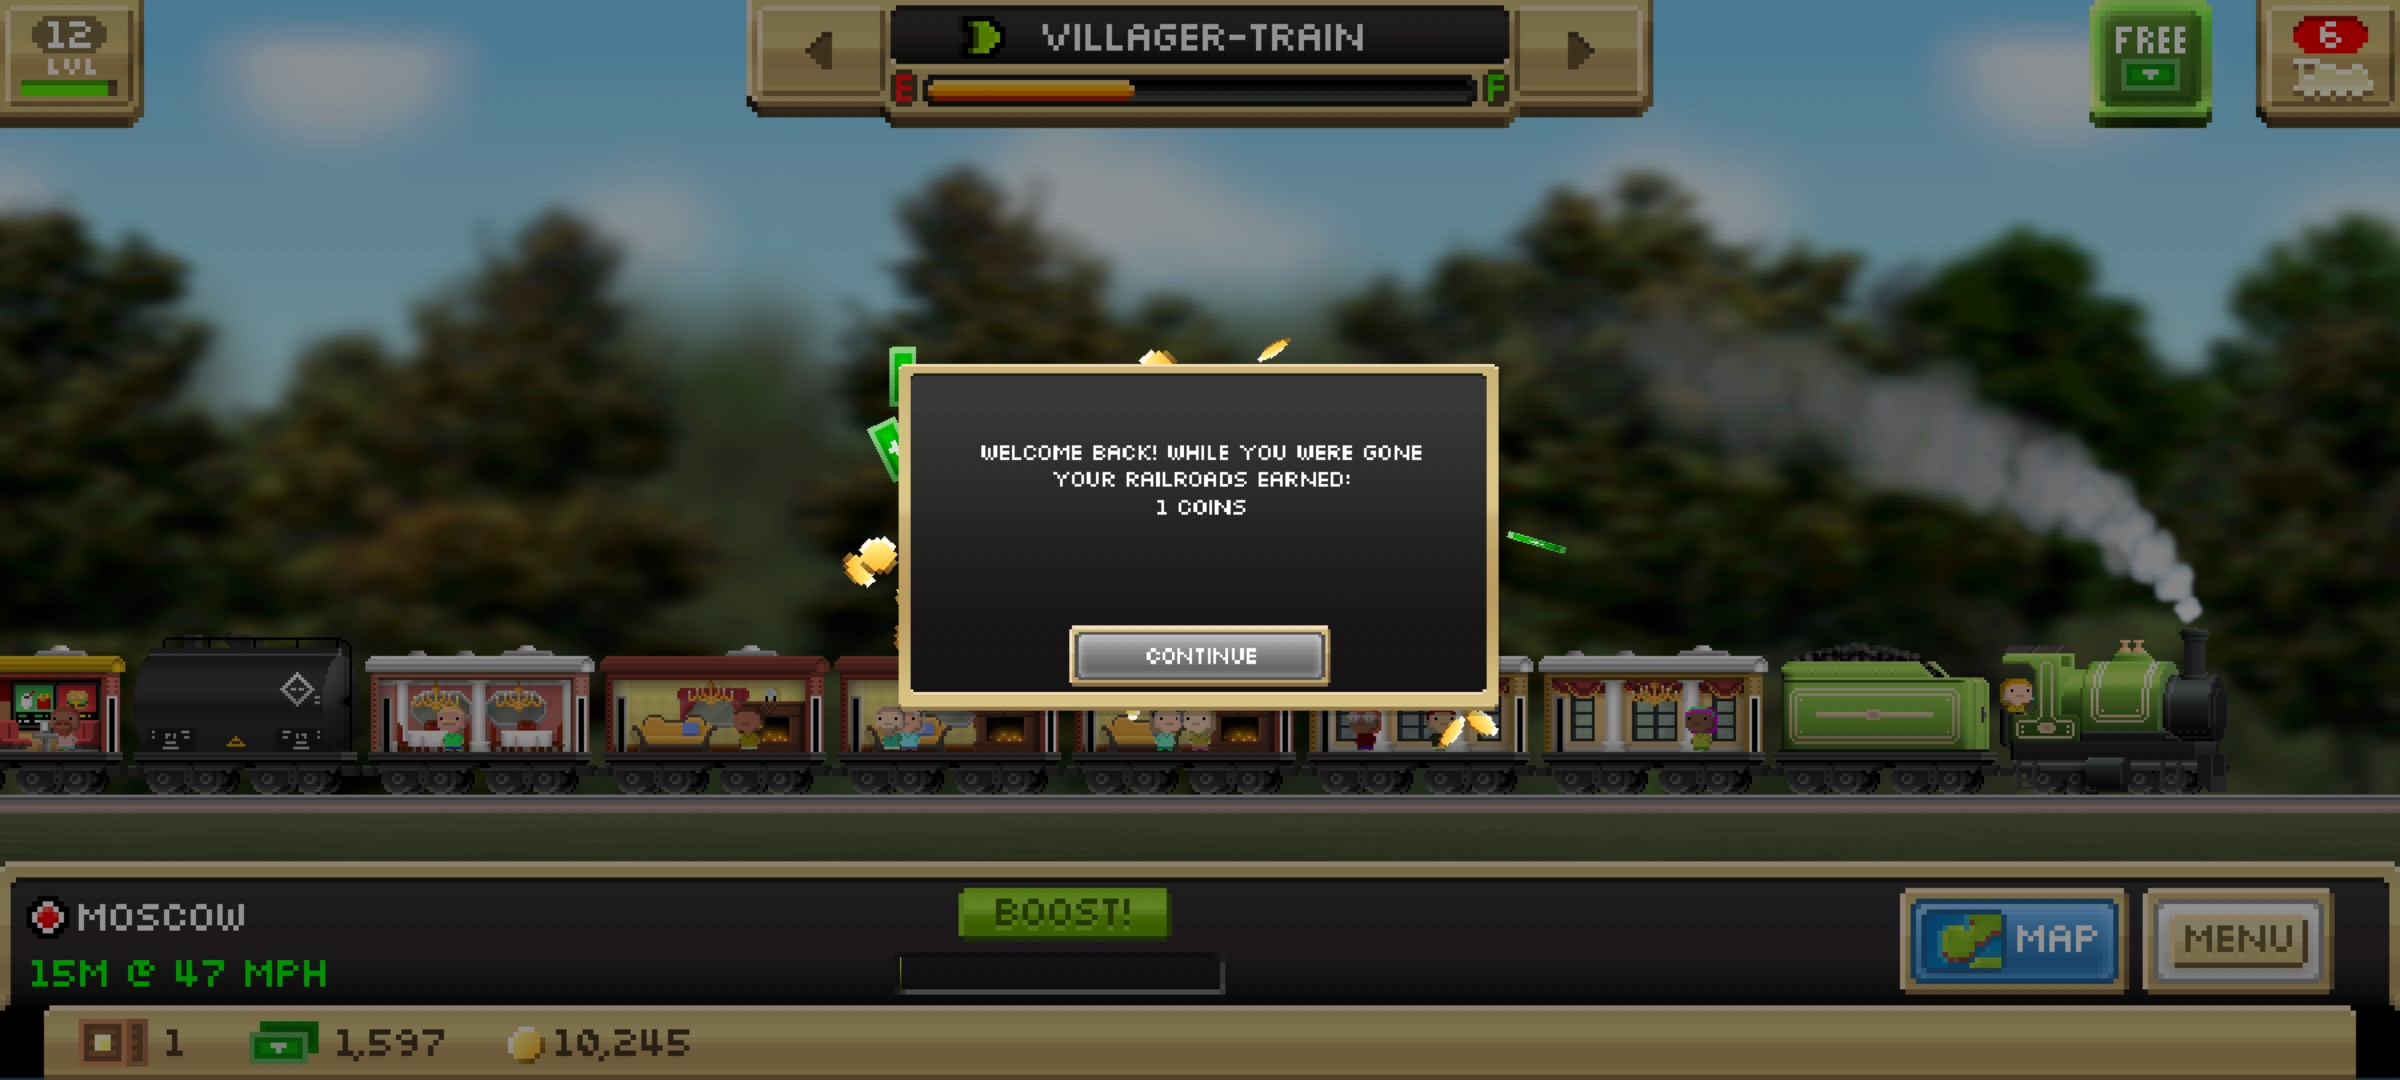 12
LVL
VILLAGER-TRAIN
E F
FREE
6
WELCOME BACK! WHILE YOU WERE GONE
YOUR RAILROADS EARNED:
1 COINS
CONTINUE
MOSCOW
15M @ 47 MPH
BOOST!
MAP
MENU
1
1,597
10,245